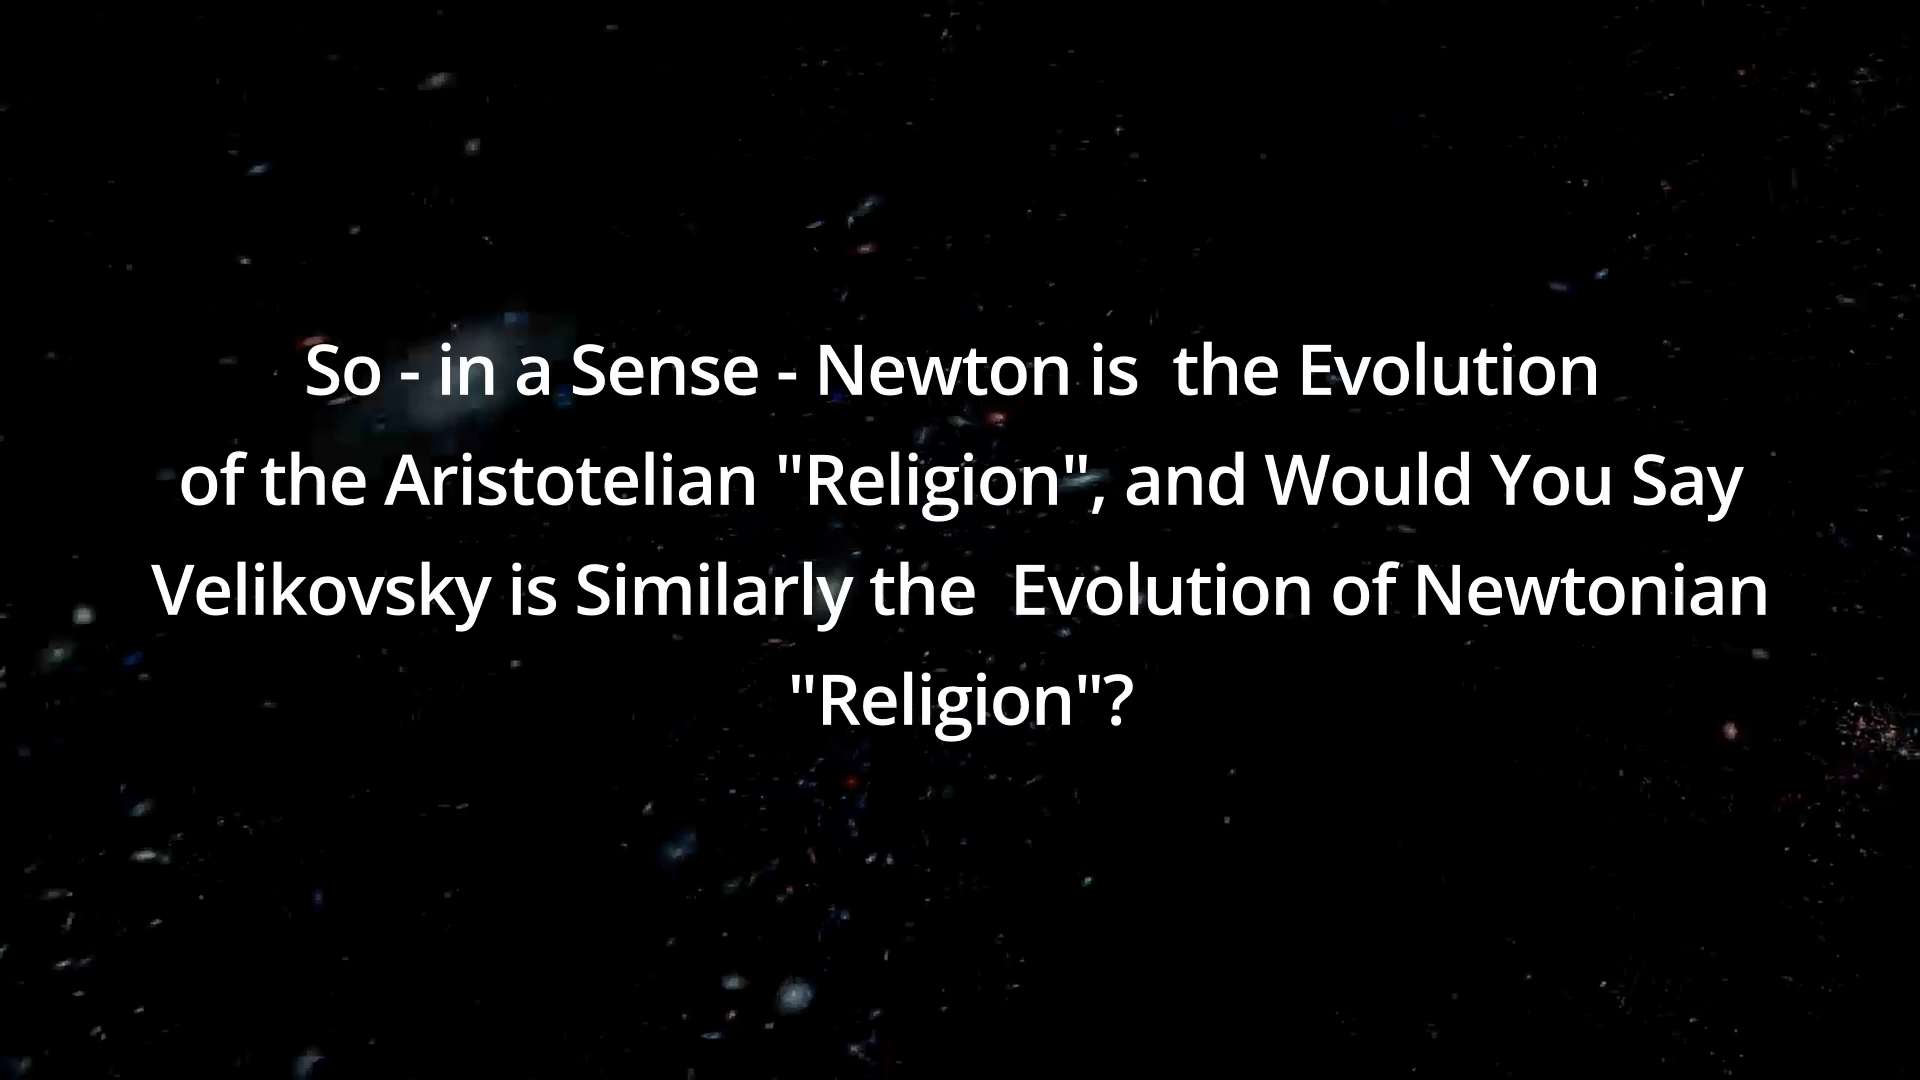 So - in a Sense - Newton is  the Evolution
of the Aristotelian "Religion", and Would You Say
Velikovsky is Similarly the  Evolution of Newtonian
"Religion"?